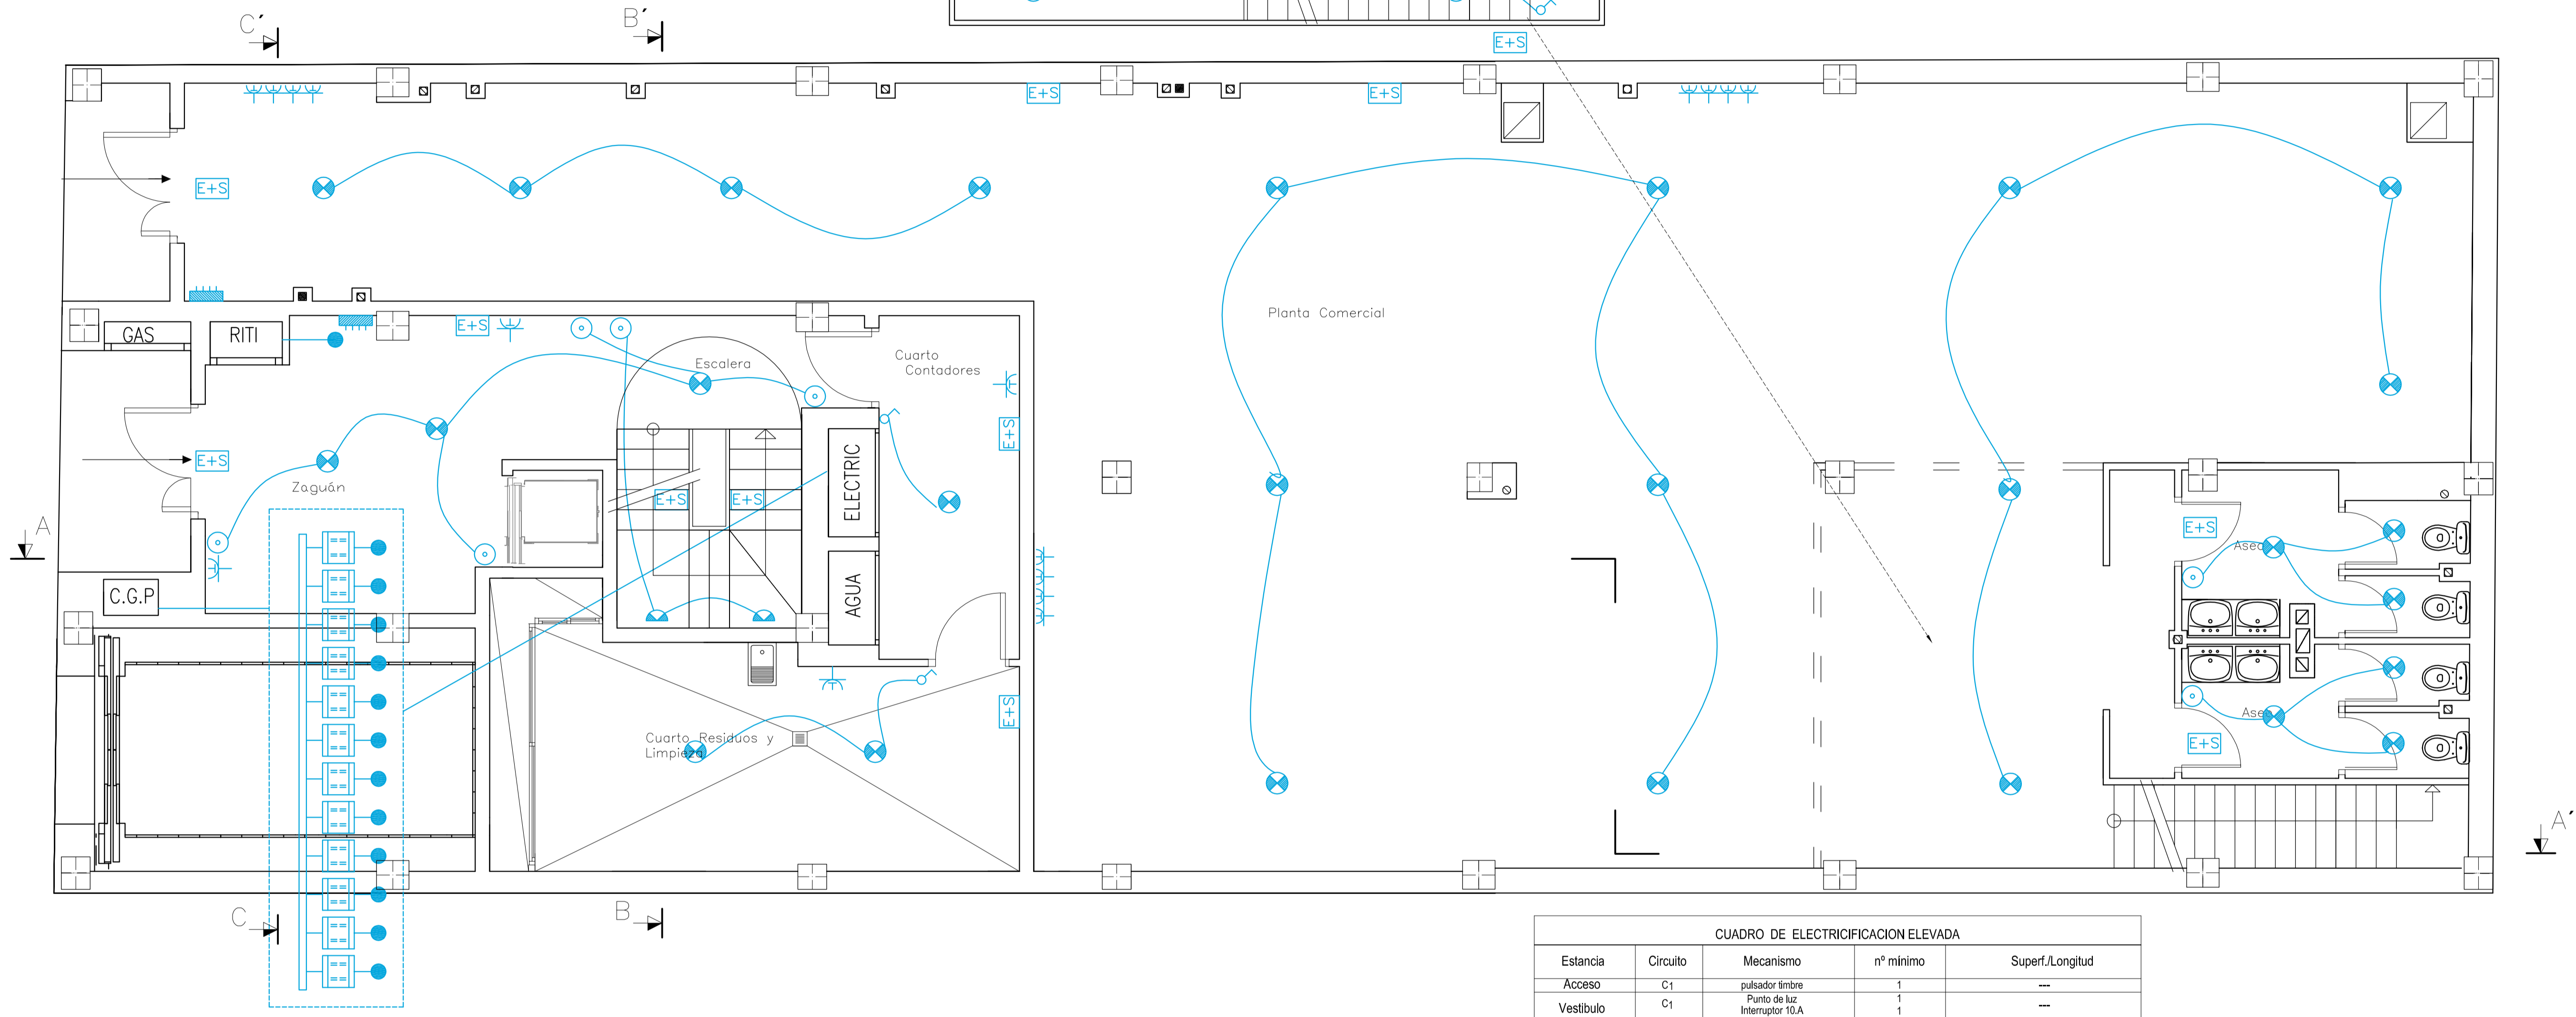 C´
B´
E+S
E+S
E+S
E+S
GAS
RITI
E+S
Planta Comercial
Escalera
Cuarto
Contadores
E+S
E+S
Zaguán
E+S
E+S
ELECTRIC
A
E+S
Aseo
C.G.P
AGUA
E+S
Aseo
Cuarto Residuos y
Limpieza
E+S
A´
C
B
CUADRO DE ELECTRICIFICACION ELEVADA
Estancia Circuito Mecanismo nº minimo Superf./Longitud
Acceso C1 pulsador timbre 1 ---
Vestibulo C1 Punto de luz 1 ---
Interruptor 10.A 1